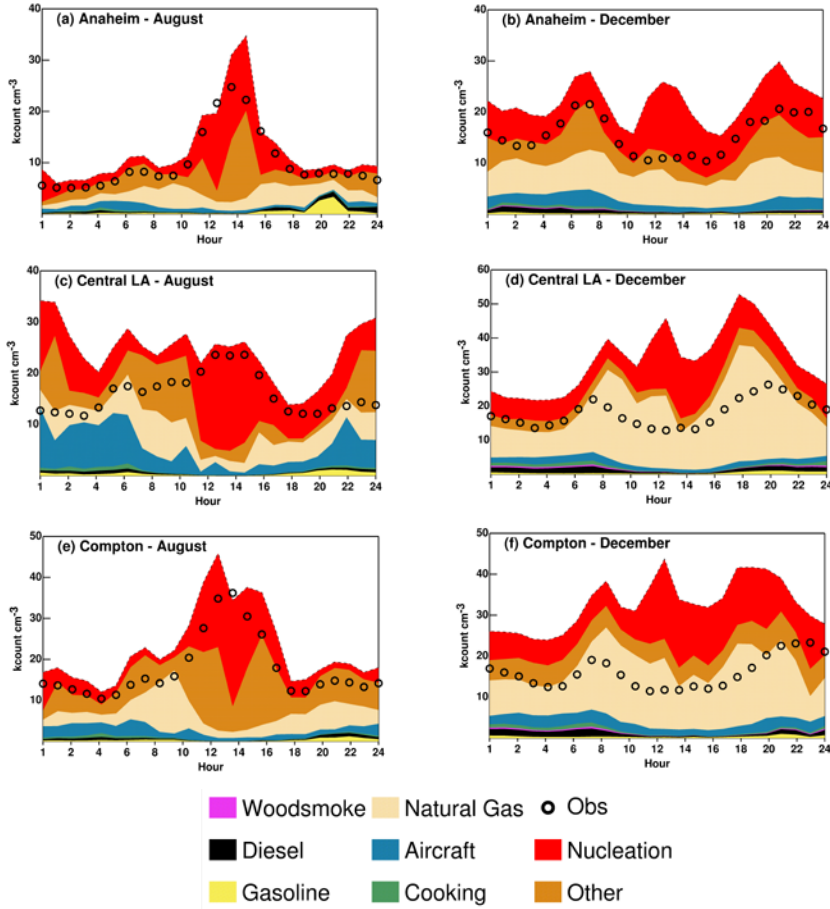 (a) Anaheim - August
kcount cm-3
40
30
20
10
1 2 4 6 8 10 12 14 16 18 20 22 24
Hour
(b) Anaheim - December
kcount cm-3
40
30
20
10
1 2 4 6 8 10 12 14 16 18 20 22 24
Hour
(c) Central LA - August
kcount cm-3
40
30
20
10
1 2 4 6 8 10 12 14 16 18 20 22 24
Hour
(d) Central LA - December
kcount cm-3
60
50
40
30
20
10
1 2 4 6 8 10 12 14 16 18 20 22 24
Hour
(e) Compton - August
kcount cm-3
50
40
30
20
10
1 2 4 6 8 10 12 14 16 18 20 22 24
Hour
(f) Compton - December
kcount cm-3
50
40
30
20
10
1 2 4 6 8 10 12 14 16 18 20 22 24
Hour
Woodsmoke Natural Gas Obs
Diesel Aircraft Nucleation
Gasoline Cooking Other